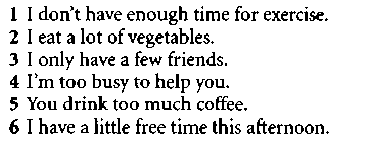 1 I don't have enough time for exercise.
2 I eat a lot of vegetables.
3 I only have a few friends.
4 I'm too busy to help you.
5 You drink too much coffee.
6 I have a little free time this afternoon.